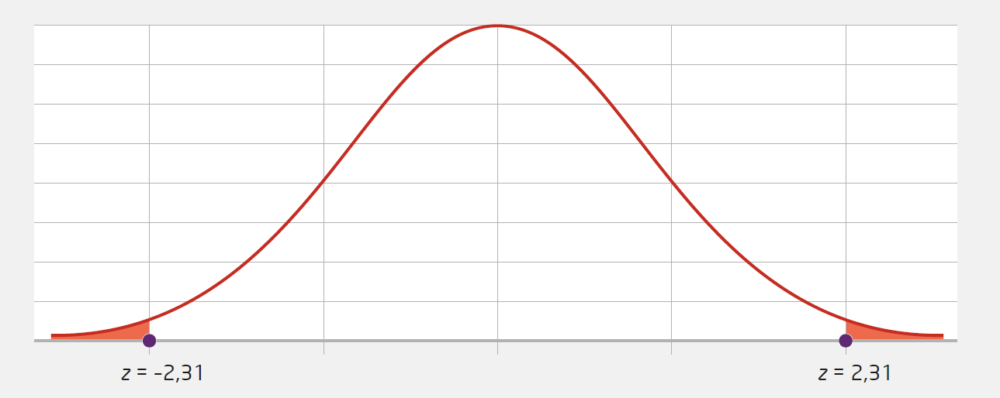 z = -2,31
z = 2,31